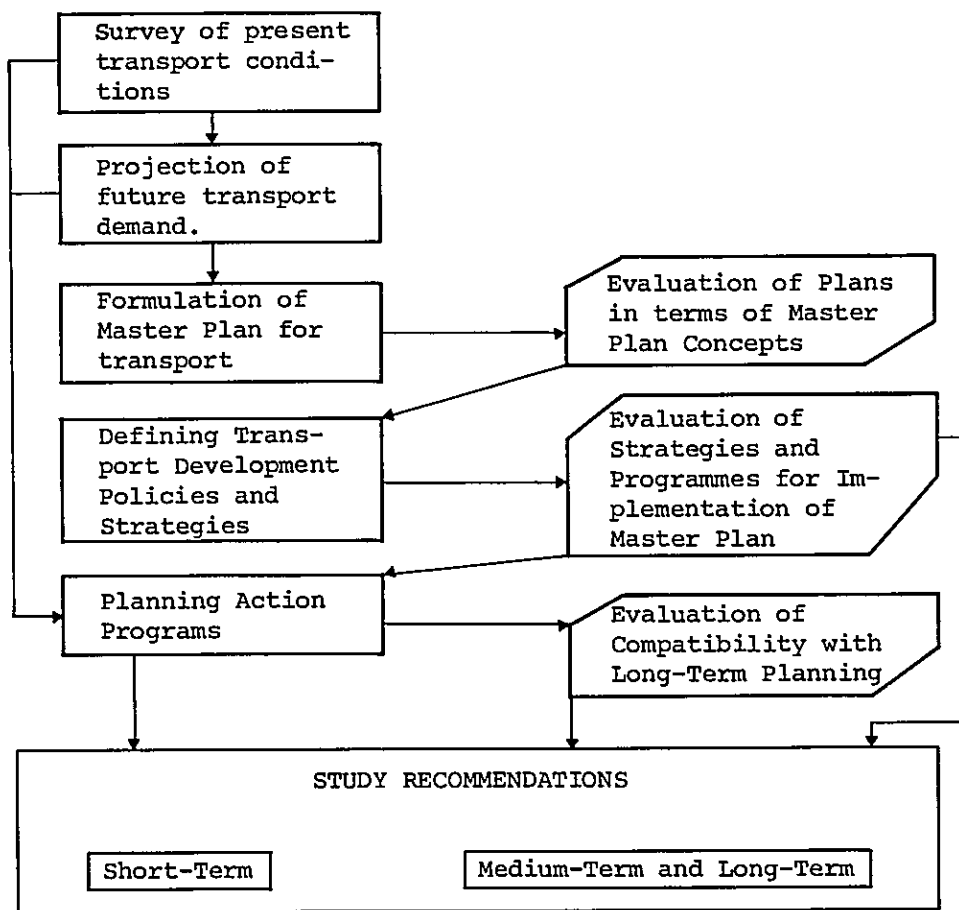 Survey of present
transport condi-
tions
Projection of
future transport
demand.
Formulation of
Master Plan for
transport
Evaluation of Plans
in terms of Master
Plan Concepts
Defining Trans-
port Development
Policies and
Strategies
Evaluation of
Strategies and
Programmes for Im-
plementation of
Master Plan
Planning Action
Programs
Evaluation of
Compatibility with
Long-Term Planning
STUDY RECOMMENDATIONS
Short-Term
Medium-Term and Long-Term